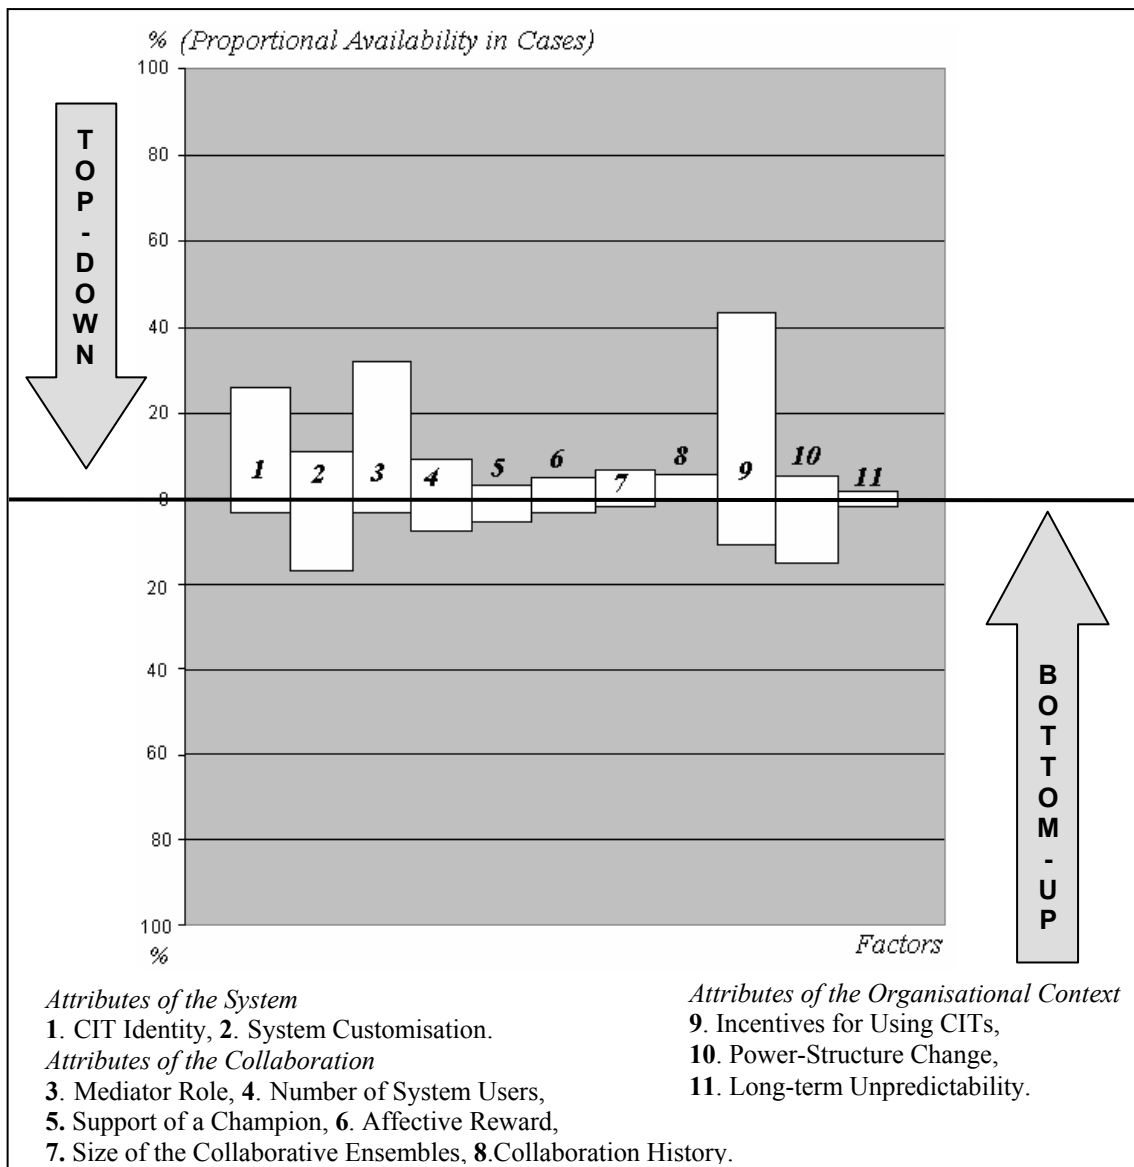 % (Proportional Availability in Cases)
100
80
60
40
20
0
20
40
60
80
100
%
TOP-DOWN
1 2 3 4 5 6 7 8 9 10 11
BOTTOM-UP
Factors
Attributes of the System
1. CIT Identity, 2. System Customisation.
Attributes of the Collaboration
3. Mediator Role, 4. Number of System Users,
5. Support of a Champion, 6. Affective Reward,
7. Size of the Collaborative Ensembles, 8.Collaboration History.
Attributes of the Organisational Context
9. Incentives for Using CITs,
10. Power-Structure Change,
11. Long-term Unpredictability.